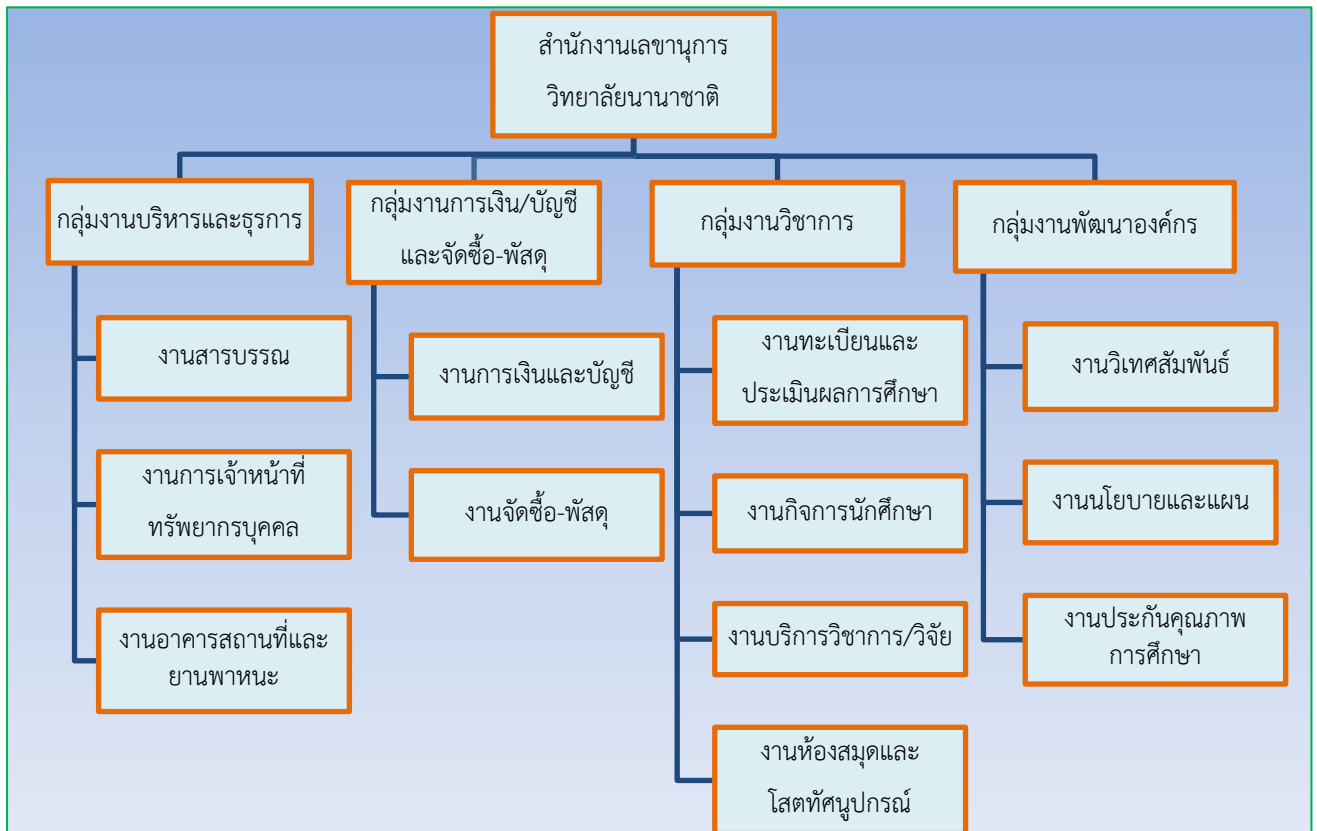 สำนักงานเลขานุการ
วิทยาลัยนานาชาติ
กลุ่มงานบริหารและธุรการ
งานสารบรรณ
งานการเจ้าหน้าที่
ทรัพยากรบุคคล
งานอาคารสถานที่และ
ยานพาหนะ
กลุ่มงานการเงิน/บัญชี
และจัดซื้อ-พัสดุ
งานการเงินและบัญชี
งานจัดซื้อ-พัสดุ
กลุ่มงานวิชาการ
งานทะเบียนและ
ประเมินผลการศึกษา
งานกิจการนักศึกษา
งานบริการวิชาการ/วิจัย
งานห้องสมุดและ
โสตทัศนูปกรณ์
กลุ่มงานพัฒนาองค์กร
งานวิเทศสัมพันธ์
งานนโยบายและแผน
งานประกันคุณภาพ
การศึกษา